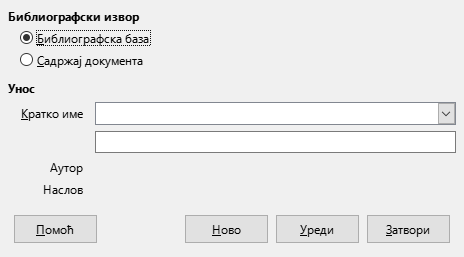 Библиографски извор
Библиографска база
Садржај документа
Унос
Кратко име
Аутор
Наслов
Помоћ Ново Уреди Затвори